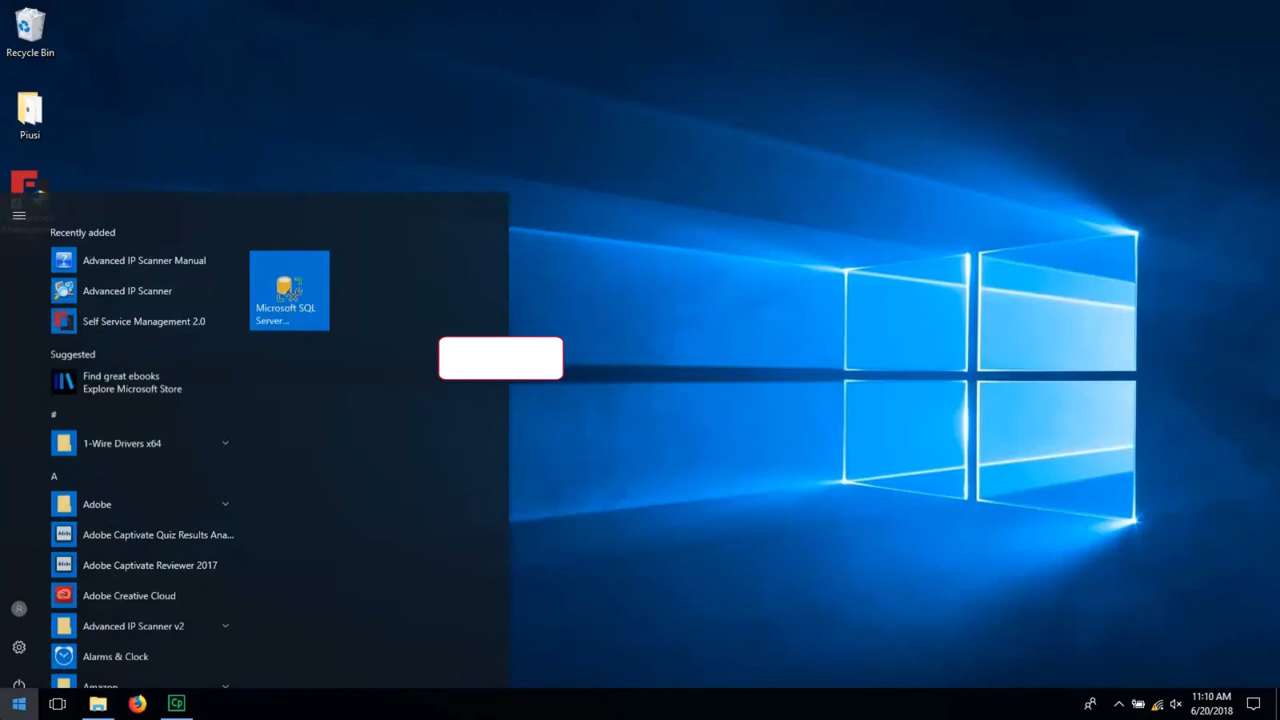 Recycle Bin
Piusi
Recently added
Advanced IP Scanner Manual
Advanced IP Scanner
Self Service Management 2.0
Microsoft SQL
Server...
Suggested
Find great ebooks
Explore Microsoft Store
#
1-Wire Drivers x64
A
Adobe
Adobe Captivate Quiz Results Ana...
Adobe Captivate Reviewer 2017
Adobe Creative Cloud
Advanced IP Scanner v2
Alarms & Clock
Amazon
Cp
11:10 AM
6/20/2018